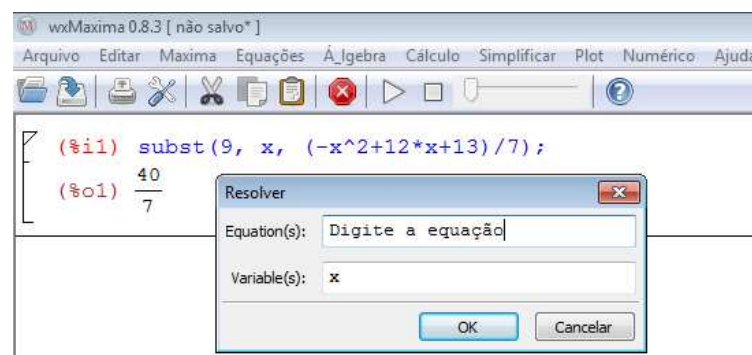 wxMaxima 0.8.3 [ não salvo* ]
Arquivo Editar Maxima Equações Á_lgebra Cálculo Simplificar Plot Numérico Ajuda
(%i1) subst(9, x, (-x^2+12*x+13)/7);
(%o1) 40/7
Resolver
Equation(s): Digite a equação
Variable(s): x
OK Cancelar